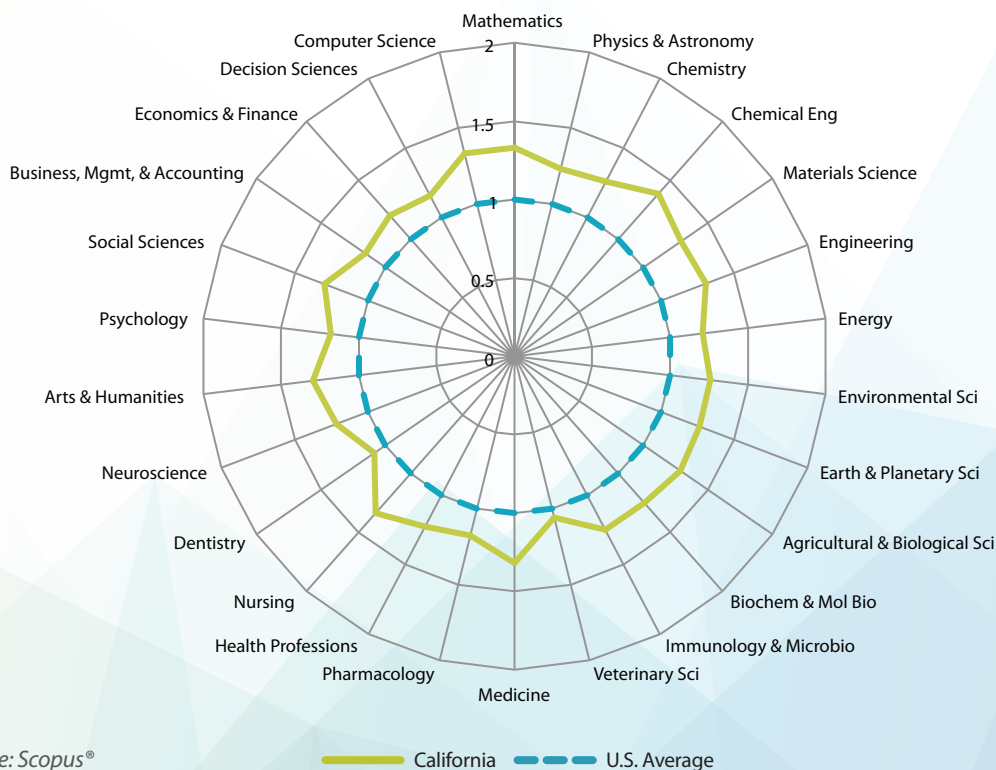 Mathematics
Physics & Astronomy
Chemistry
Chemical Eng
Materials Science
Engineering
Energy
Environmental Sci
Earth & Planetary Sci
Agricultural & Biological Sci
Biochem & Mol Bio
Immunology & Microbio
Veterinary Sci
Medicine
Pharmacology
Health Professions
Nursing
Dentistry
Neuroscience
Arts & Humanities
Psychology
Social Sciences
Business, Mgmt, & Accounting
Economics & Finance
Decision Sciences
Computer Science
2
1.5
1
0.5
0
e: Scopus®
California
U.S. Average